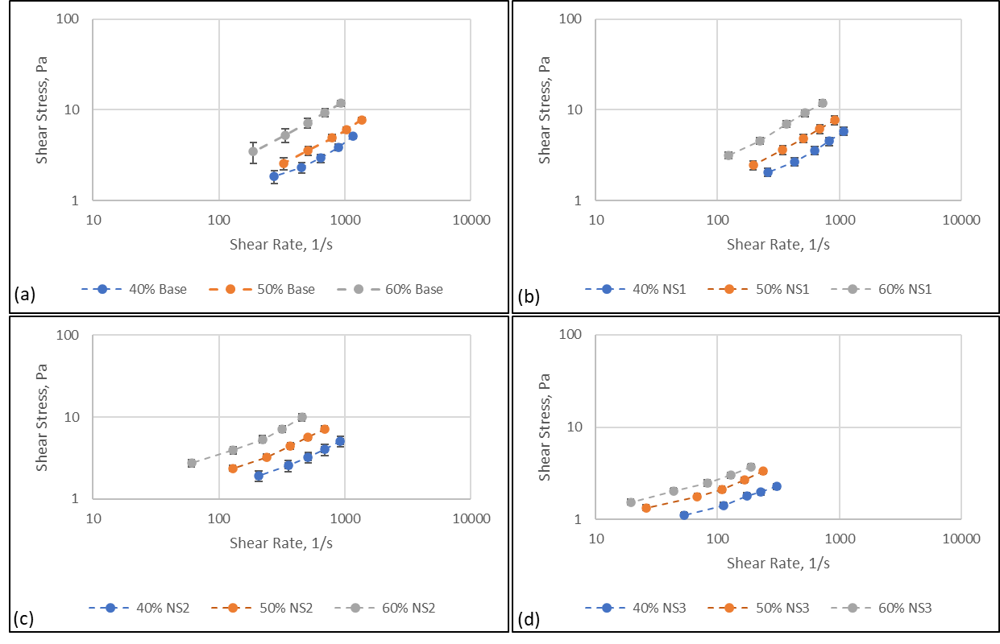 100
10
1
10 100 1000 10000
Shear Stress, Pa
Shear Rate, 1/s
40% Base 50% Base 60% Base
(a)
100
10
1
10 100 1000 10000
Shear Stress, Pa
Shear Rate, 1/s
40% NS1 50% NS1 60% NS1
(b)
100
10
1
10 100 1000 10000
Shear Stress, Pa
Shear Rate, 1/s
40% NS2 50% NS2 60% NS2
(c)
100
10
1
10 100 1000 10000
Shear Stress, Pa
Shear Rate, 1/s
40% NS3 50% NS3 60% NS3
(d)